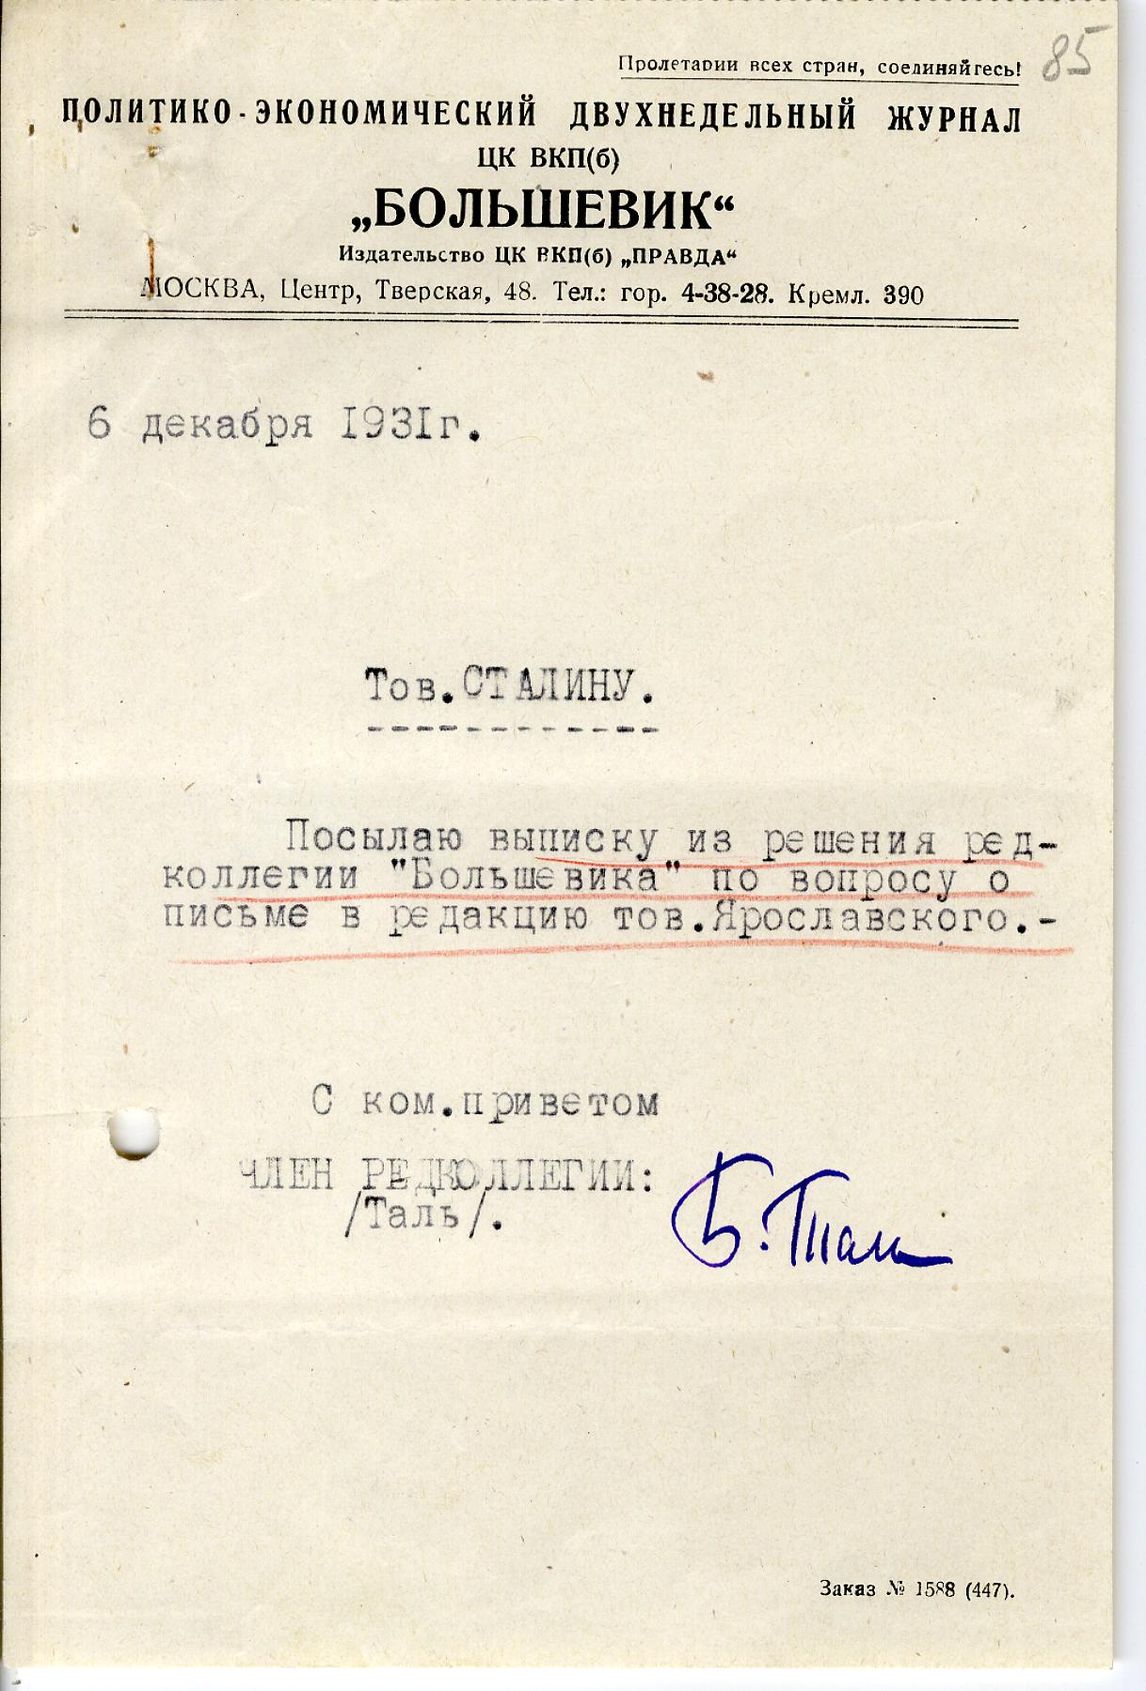 85
Пролетарии всех стран, соединяйтесь!
ПОЛИТИКО-ЭКОНОМИЧЕСКИЙ ДВУХНЕДЕЛЬНЫЙ ЖУРНАЛ
ЦК ВКП(б)
„БОЛЬШЕВИК“
Издательство ЦК ВКП(б) „ПРАВДА“
МОСКВА, Центр, Тверская, 48. Тел.: гор. 4-38-28. Кремл. 390
6 декабря 1931г.
Тов.СТАЛИНУ.
------------
Посылаю выписку из решения ред-
коллегии "Большевика" по вопросу о
письме в редакцию тов.Ярославского.-
С ком.приветом
ЧЛЕН РЕДКОЛЛЕГИИ:
/Таль/.
Б. Таль
Заказ № 1588 (447).